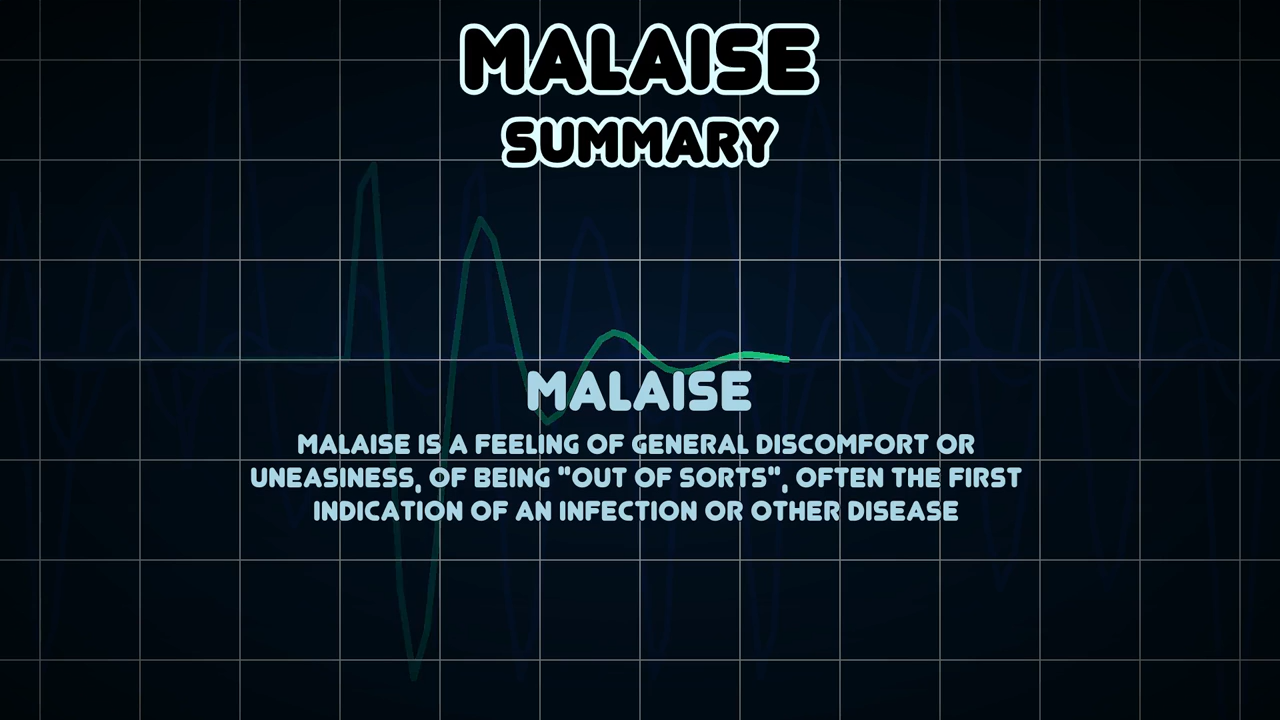 MALAISE
SUMMARY
MALAISE
MALAISE IS A FEELING OF GENERAL DISCOMFORT OR
UNEASINESS, OF BEING "OUT OF SORTS", OFTEN THE FIRST
INDICATION OF AN INFECTION OR OTHER DISEASE